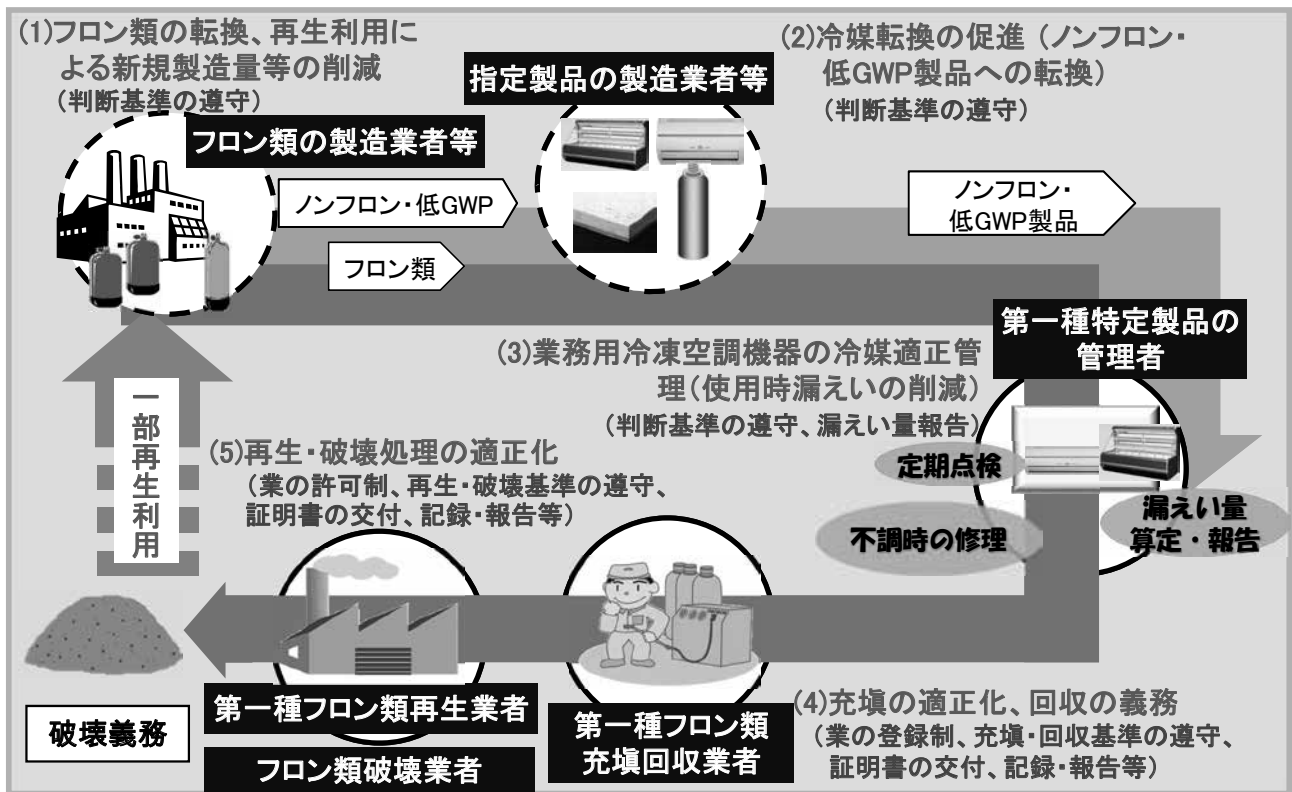 (1)フロン類の転換、再生利用に
よる新規製造量等の削減
(判断基準の遵守)
フロン類の製造業者等
指定製品の製造業者等
(2)冷媒転換の促進（ノンフロン・
低GWP製品への転換）
(判断基準の遵守)
ノンフロン・低GWP
フロン類
ノンフロン・
低GWP製品
第一種特定製品の
管理者
(3)業務用冷凍空調機器の冷媒適正管
理(使用時漏えいの削減)
(判断基準の遵守、漏えい量報告)
定期点検
不調時の修理
漏えい量
算定・報告
一部再生利用
(5)再生・破壊処理の適正化
(業の許可制、再生・破壊基準の遵守、
証明書の交付、記録・報告等)
破壊義務
第一種フロン類再生業者
フロン類破壊業者
第一種フロン類
充塡回収業者
(4)充塡の適正化、回収の義務
(業の登録制、充塡・回収基準の遵守、
証明書の交付、記録・報告等)